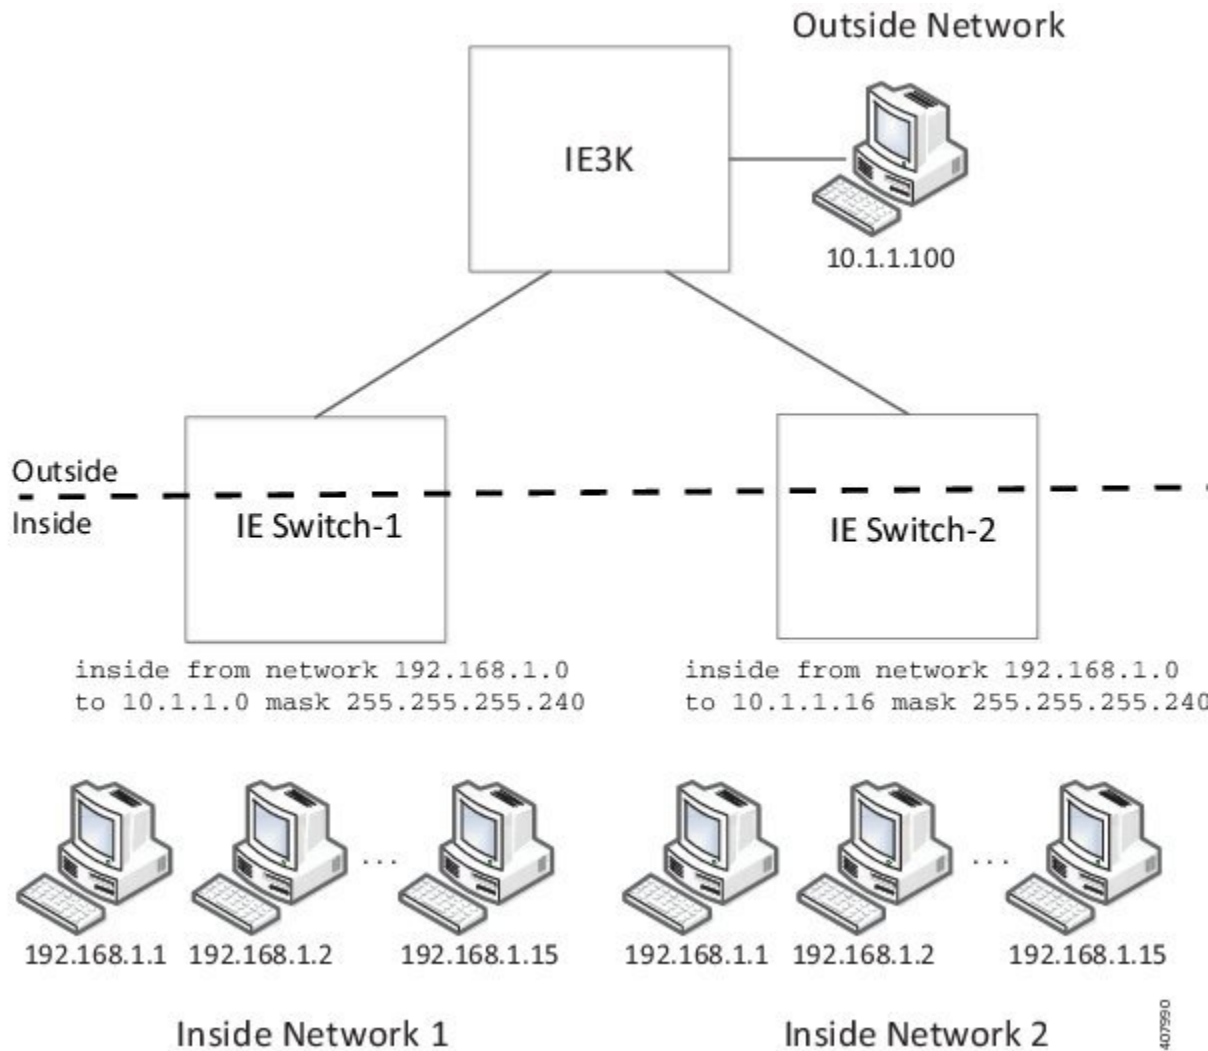 Outside Network
IE3K
10.1.1.100
Outside
Inside
IE Switch-1
IE Switch-2
inside from network 192.168.1.0
to 10.1.1.0 mask 255.255.255.240
inside from network 192.168.1.0
to 10.1.1.16 mask 255.255.255.240
192.168.1.1
192.168.1.2
...
192.168.1.15
192.168.1.1
192.168.1.2
...
192.168.1.15
Inside Network 1
Inside Network 2
407990